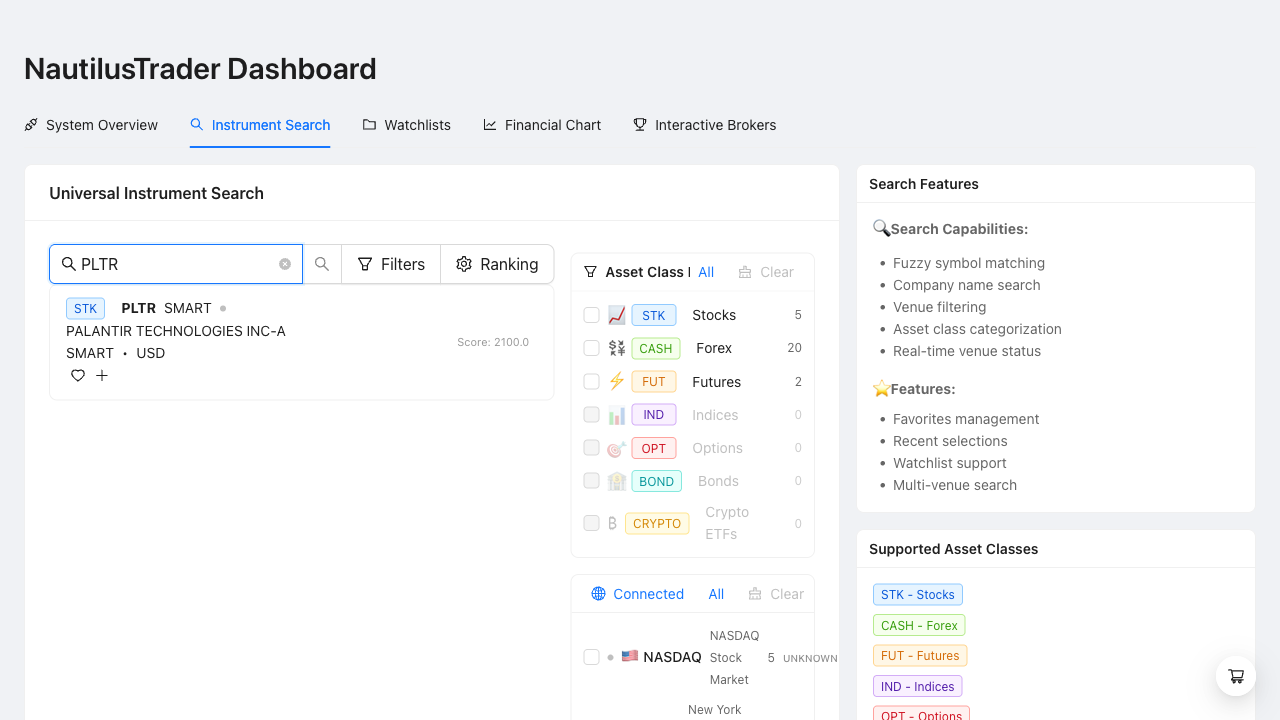 NautilusTrader Dashboard
System Overview
Instrument Search
Watchlists
Financial Chart
Interactive Brokers
Universal Instrument Search
PLTR
Filters
Ranking
STK PLTR SMART
PALANTIR TECHNOLOGIES INC-A
SMART • USD
Score: 2100.0
Asset Class
All
Clear
STK Stocks 5
CASH Forex 20
FUT Futures 2
IND Indices 0
OPT Options 0
BOND Bonds 0
CRYPTO Crypto ETFs 0
Connected
All
Clear
NASDAQ
NASDAQ
Stock
Market
5 UNKNOWN
New York
Search Features
🔍Search Capabilities:
• Fuzzy symbol matching
• Company name search
• Venue filtering
• Asset class categorization
• Real-time venue status
⭐Features:
• Favorites management
• Recent selections
• Watchlist support
• Multi-venue search
Supported Asset Classes
STK - Stocks
CASH - Forex
FUT - Futures
IND - Indices
OPT - Options